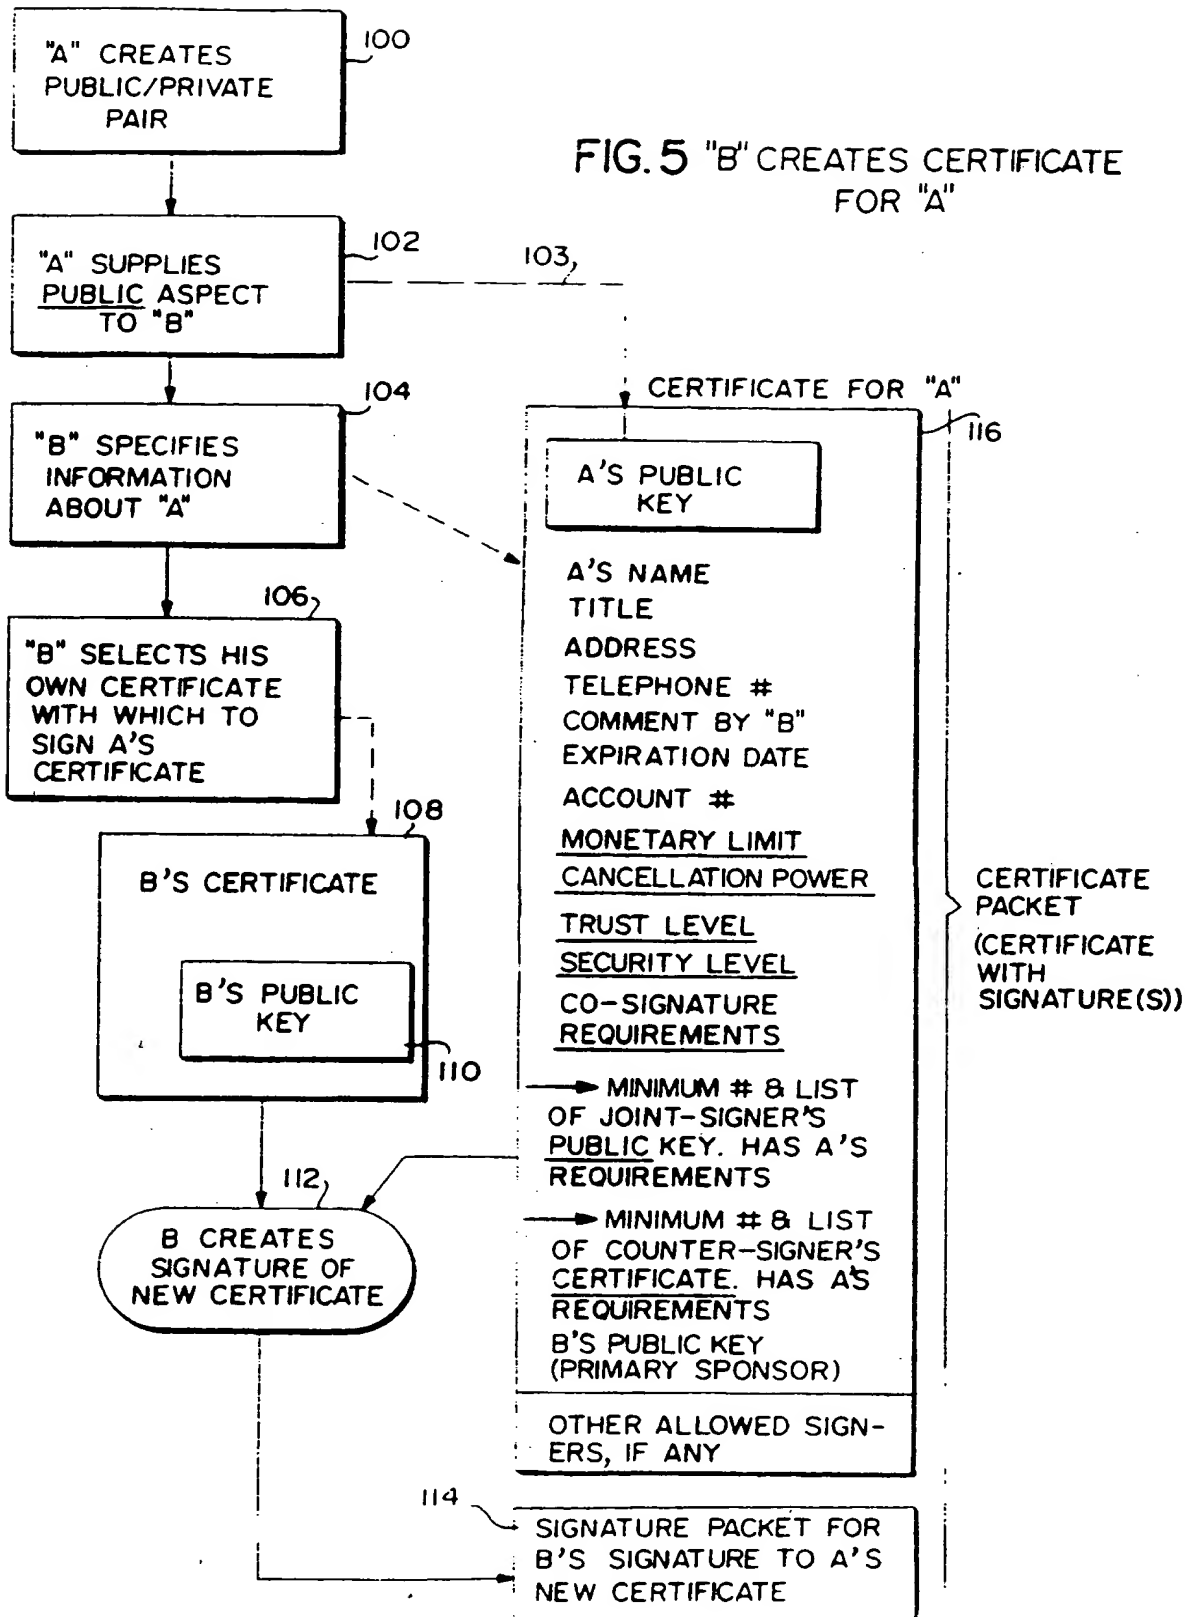 "A" CREATES
PUBLIC/PRIVATE
PAIR
100
FIG. 5 "B" CREATES CERTIFICATE
FOR "A"
"A" SUPPLIES
PUBLIC ASPECT
TO "B"
102
103
"B" SPECIFIES
INFORMATION
ABOUT "A"
104
"B" SELECTS HIS
OWN CERTIFICATE
WITH WHICH TO
SIGN A'S
CERTIFICATE
106
B'S CERTIFICATE
108
B'S PUBLIC
KEY
110
B CREATES
SIGNATURE OF
NEW CERTIFICATE
112
CERTIFICATE FOR "A"
116
A'S PUBLIC
KEY
A'S NAME
TITLE
ADDRESS
TELEPHONE #
COMMENT BY "B"
EXPIRATION DATE
ACCOUNT #
MONETARY LIMIT
CANCELLATION POWER
TRUST LEVEL
SECURITY LEVEL
CO-SIGNATURE
REQUIREMENTS
MINIMUM # & LIST
OF JOINT-SIGNER'S
PUBLIC KEY. HAS A'S
REQUIREMENTS
MINIMUM # & LIST
OF COUNTER-SIGNER'S
CERTIFICATE. HAS A'S
REQUIREMENTS
B'S PUBLIC KEY
(PRIMARY SPONSOR)
OTHER ALLOWED SIGN-
ERS, IF ANY
114
SIGNATURE PACKET FOR
B'S SIGNATURE TO A'S
NEW CERTIFICATE
CERTIFICATE
PACKET
(CERTIFICATE
WITH
SIGNATURE(S))